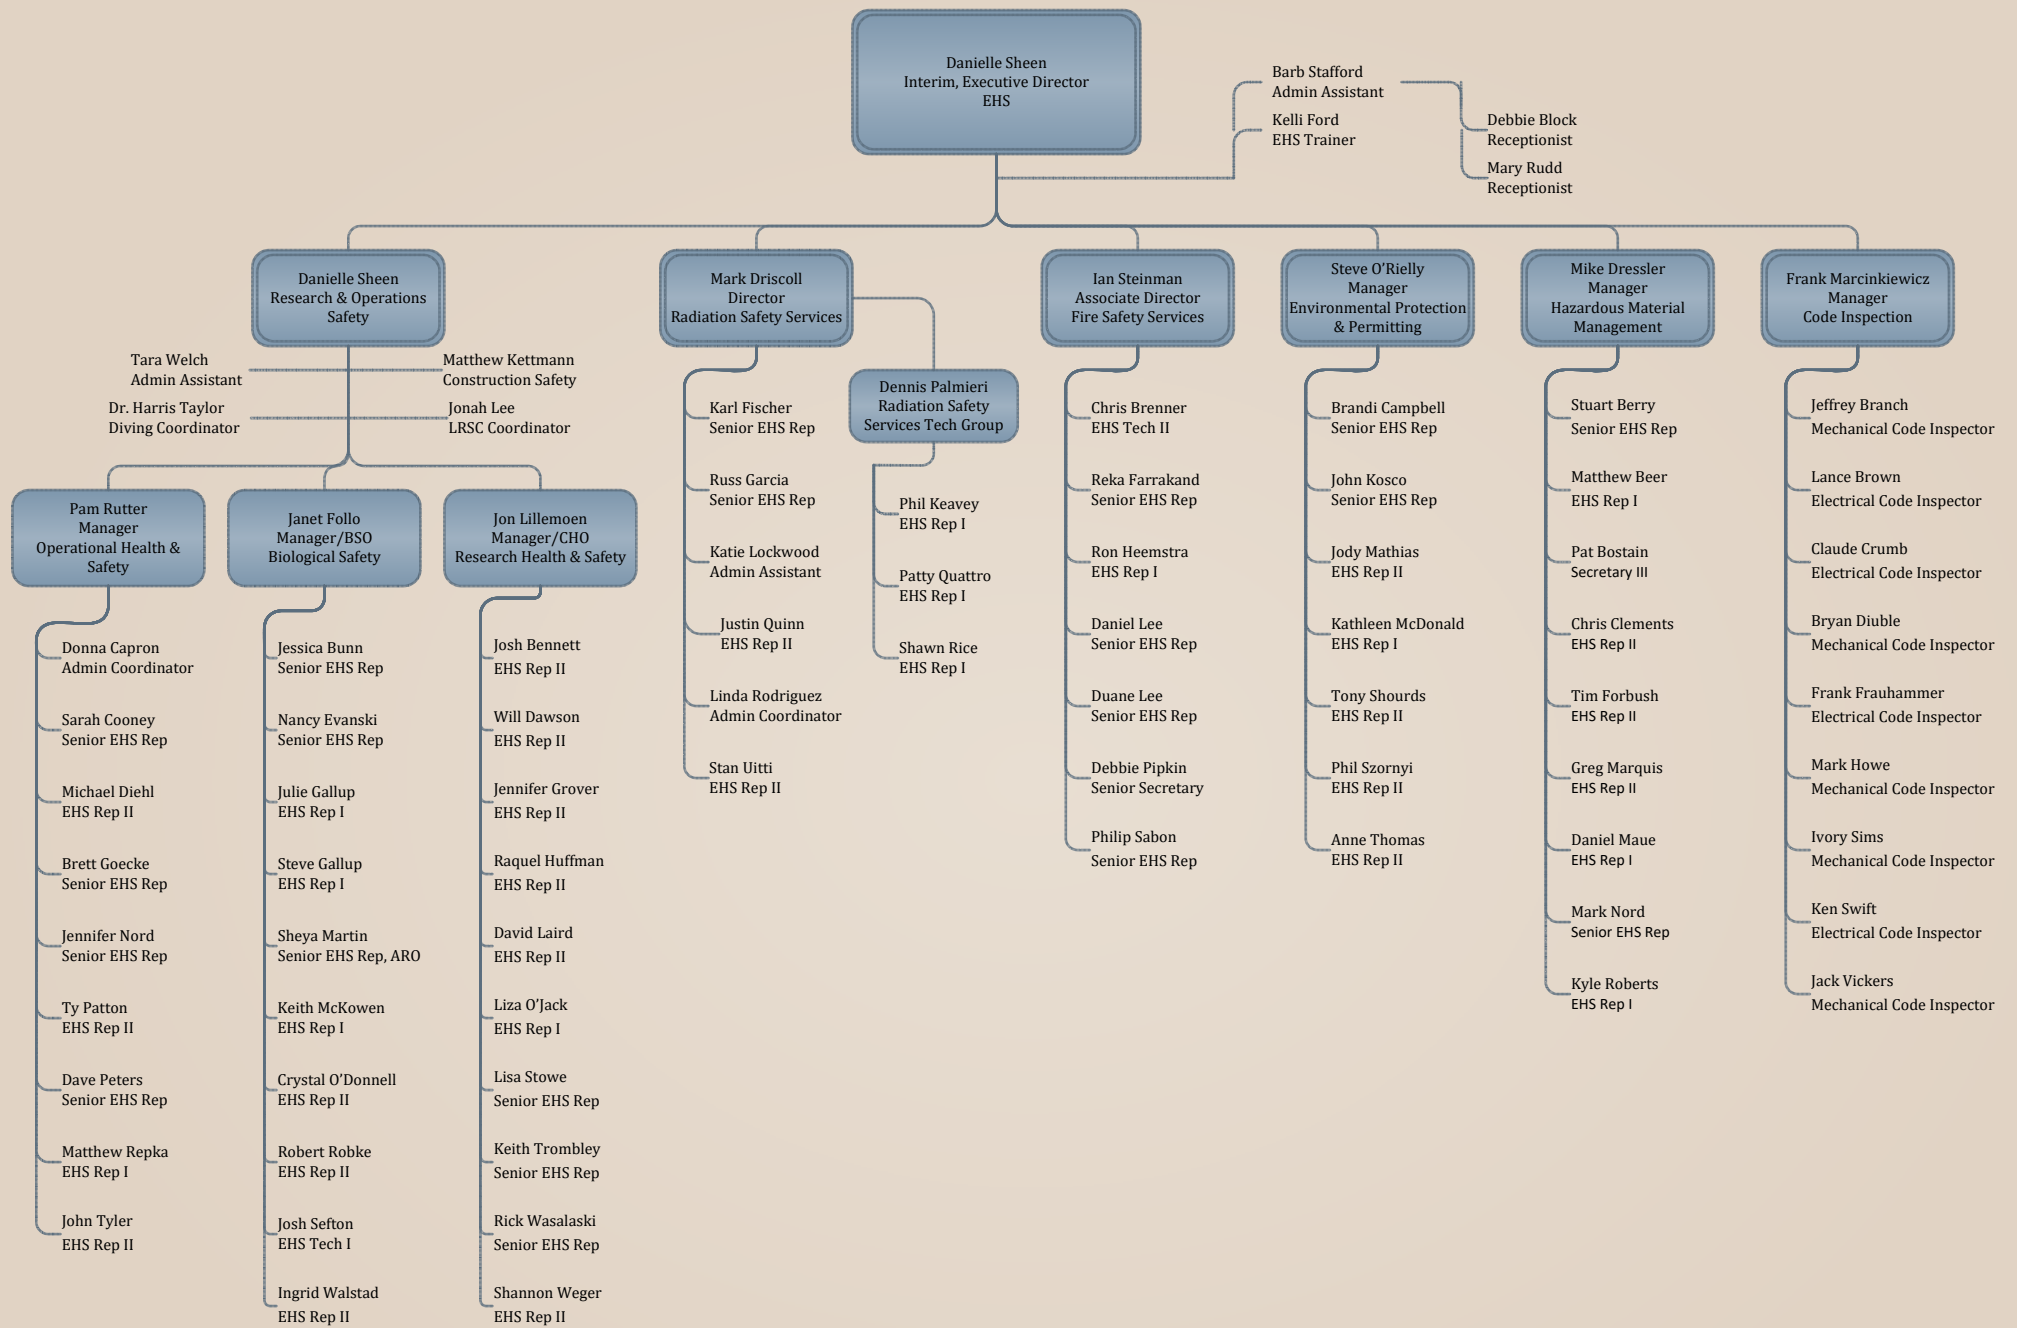 Danielle Sheen
Interim, Executive Director
EHS
Barb Stafford
Admin Assistant
Kelli Ford
EHS Trainer
Debbie Block
Receptionist
Mary Rudd
Receptionist
Danielle Sheen
Research & Operations
Safety
Tara Welch
Admin Assistant
Matthew Kettmann
Construction Safety
Dr. Harris Taylor
Diving Coordinator
Jonah Lee
LRSC Coordinator
Pam Rutter
Manager
Operational Health &
Safety
Donna Capron
Admin Coordinator
Sarah Cooney
Senior EHS Rep
Michael Diehl
EHS Rep II
Brett Goecke
Senior EHS Rep
Jennifer Nord
Senior EHS Rep
Ty Patton
EHS Rep II
Dave Peters
Senior EHS Rep
Matthew Repka
EHS Rep I
John Tyler
EHS Rep II
Janet Follo
Manager/BSO
Biological Safety
Jessica Bunn
Senior EHS Rep
Nancy Evanski
Senior EHS Rep
Julie Gallup
EHS Rep I
Steve Gallup
EHS Rep I
Sheya Martin
Senior EHS Rep, ARO
Keith McKowen
EHS Rep I
Crystal O’Donnell
EHS Rep II
Robert Robke
EHS Rep II
Josh Sefton
EHS Tech I
Ingrid Walstad
EHS Rep II
Jon Lillemoen
Manager/CHO
Research Health & Safety
Josh Bennett
EHS Rep II
Will Dawson
EHS Rep II
Jennifer Grover
EHS Rep II
Raquel Huffman
EHS Rep II
David Laird
EHS Rep II
Liza O’Jack
EHS Rep I
Lisa Stowe
Senior EHS Rep
Keith Trombley
Senior EHS Rep
Rick Wasalaski
Senior EHS Rep
Shannon Weger
EHS Rep II
Mark Driscoll
Director
Radiation Safety Services
Karl Fischer
Senior EHS Rep
Russ Garcia
Senior EHS Rep
Katie Lockwood
Admin Assistant
Justin Quinn
EHS Rep II
Linda Rodriguez
Admin Coordinator
Stan Uitti
EHS Rep II
Dennis Palmieri
Radiation Safety
Services Tech Group
Phil Keavey
EHS Rep I
Patty Quattro
EHS Rep I
Shawn Rice
EHS Rep I
Ian Steinman
Associate Director
Fire Safety Services
Chris Brenner
EHS Tech II
Reka Farrakand
Senior EHS Rep
Ron Heemstra
EHS Rep I
Daniel Lee
Senior EHS Rep
Duane Lee
Senior EHS Rep
Debbie Pipkin
Senior Secretary
Philip Sabon
Senior EHS Rep
Steve O’Rielly
Manager
Environmental Protection
& Permitting
Brandi Campbell
Senior EHS Rep
John Kosco
Senior EHS Rep
Jody Mathias
EHS Rep II
Kathleen McDonald
EHS Rep I
Tony Shourds
EHS Rep II
Phil Szornyi
EHS Rep II
Anne Thomas
EHS Rep II
Mike Dressler
Manager
Hazardous Material
Management
Stuart Berry
Senior EHS Rep
Matthew Beer
EHS Rep I
Pat Bostain
Secretary III
Chris Clements
EHS Rep II
Tim Forbush
EHS Rep II
Greg Marquis
EHS Rep II
Daniel Maue
EHS Rep I
Mark Nord
Senior EHS Rep
Kyle Roberts
EHS Rep I
Frank Marcinkiewicz
Manager
Code Inspection
Jeffrey Branch
Mechanical Code Inspector
Lance Brown
Electrical Code Inspector
Claude Crumb
Electrical Code Inspector
Bryan Diuble
Mechanical Code Inspector
Frank Frauhammer
Electrical Code Inspector
Mark Howe
Mechanical Code Inspector
Ivory Sims
Mechanical Code Inspector
Ken Swift
Electrical Code Inspector
Jack Vickers
Mechanical Code Inspector